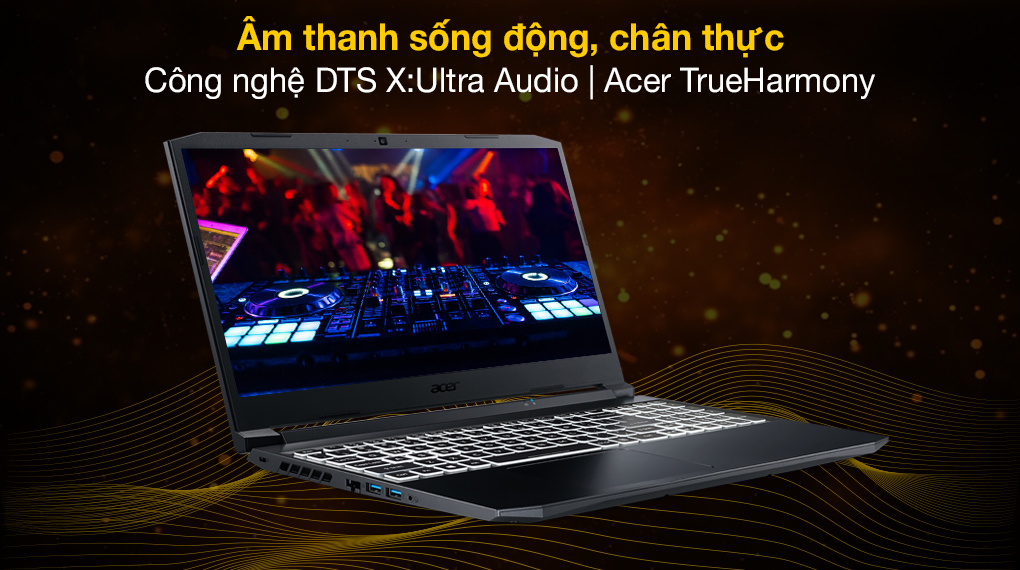 Âm thanh sống động, chân thực
Công nghệ DTS X:Ultra Audio | Acer TrueHarmony
acer